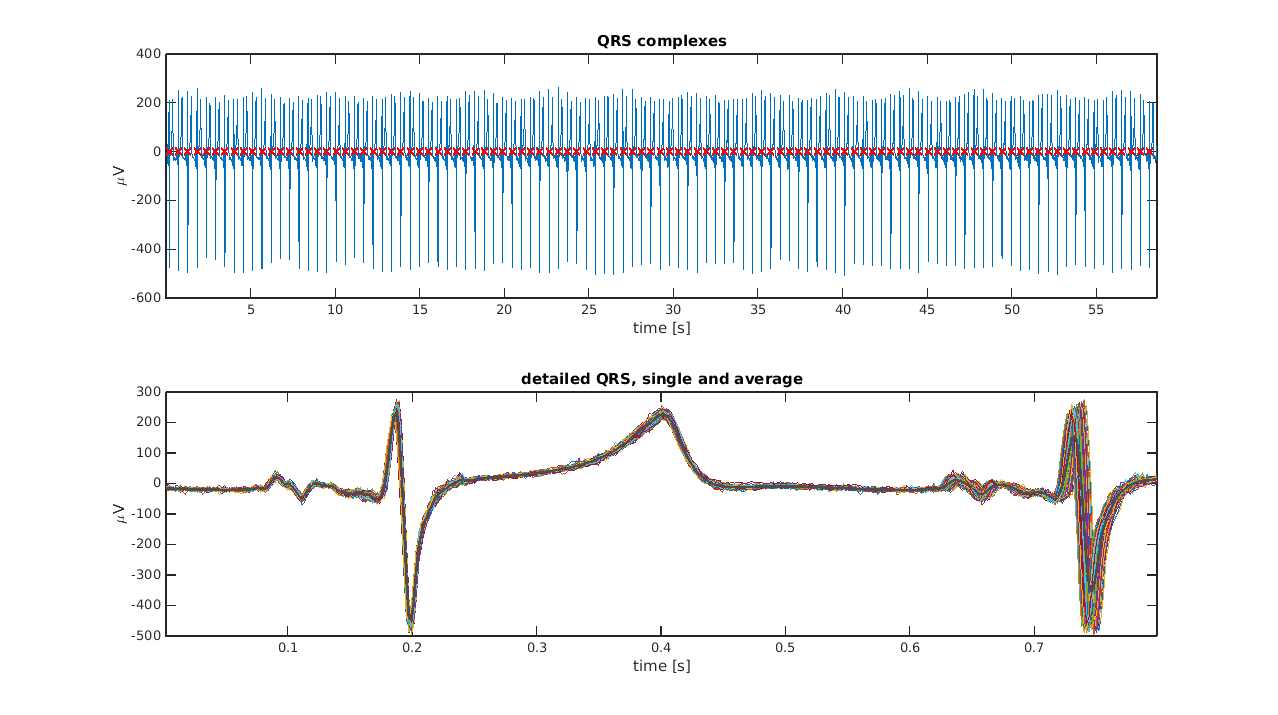 QRS complexes
400
200
0
-200
-400
-600
µV
5 10 15 20 25 30 35 40 45 50 55
time [s]
detailed QRS, single and average
300
200
100
0
-100
-200
-300
-400
-500
µV
0.1 0.2 0.3 0.4 0.5 0.6 0.7
time [s]